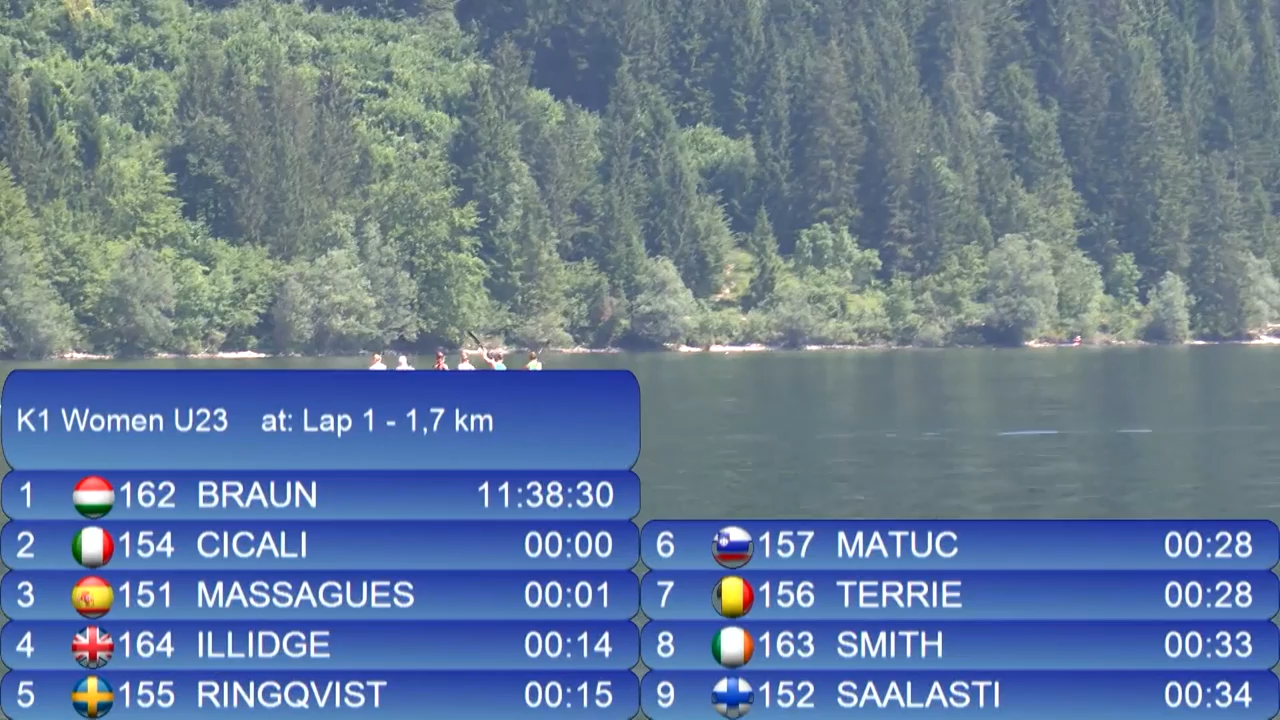 K1 Women U23 at: Lap 1 - 1,7 km
1 162 BRAUN 11:38:30
2 154 CICALI 00:00
3 151 MASSAGUES 00:01
4 164 ILLIDGE 00:14
5 155 RINGQVIST 00:15
6 157 MATUC 00:28
7 156 TERRIE 00:28
8 163 SMITH 00:33
9 152 SAALASTI 00:34